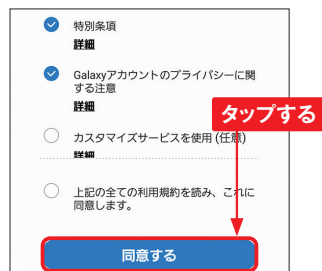 特別条項
詳細
Galaxyアカウントのプライバシーに関
する注意
詳細
タップする
カスタマイズサービスを使用 (任意)
詳細
上記の全ての利用規約を読み、これに
同意します。
同意する